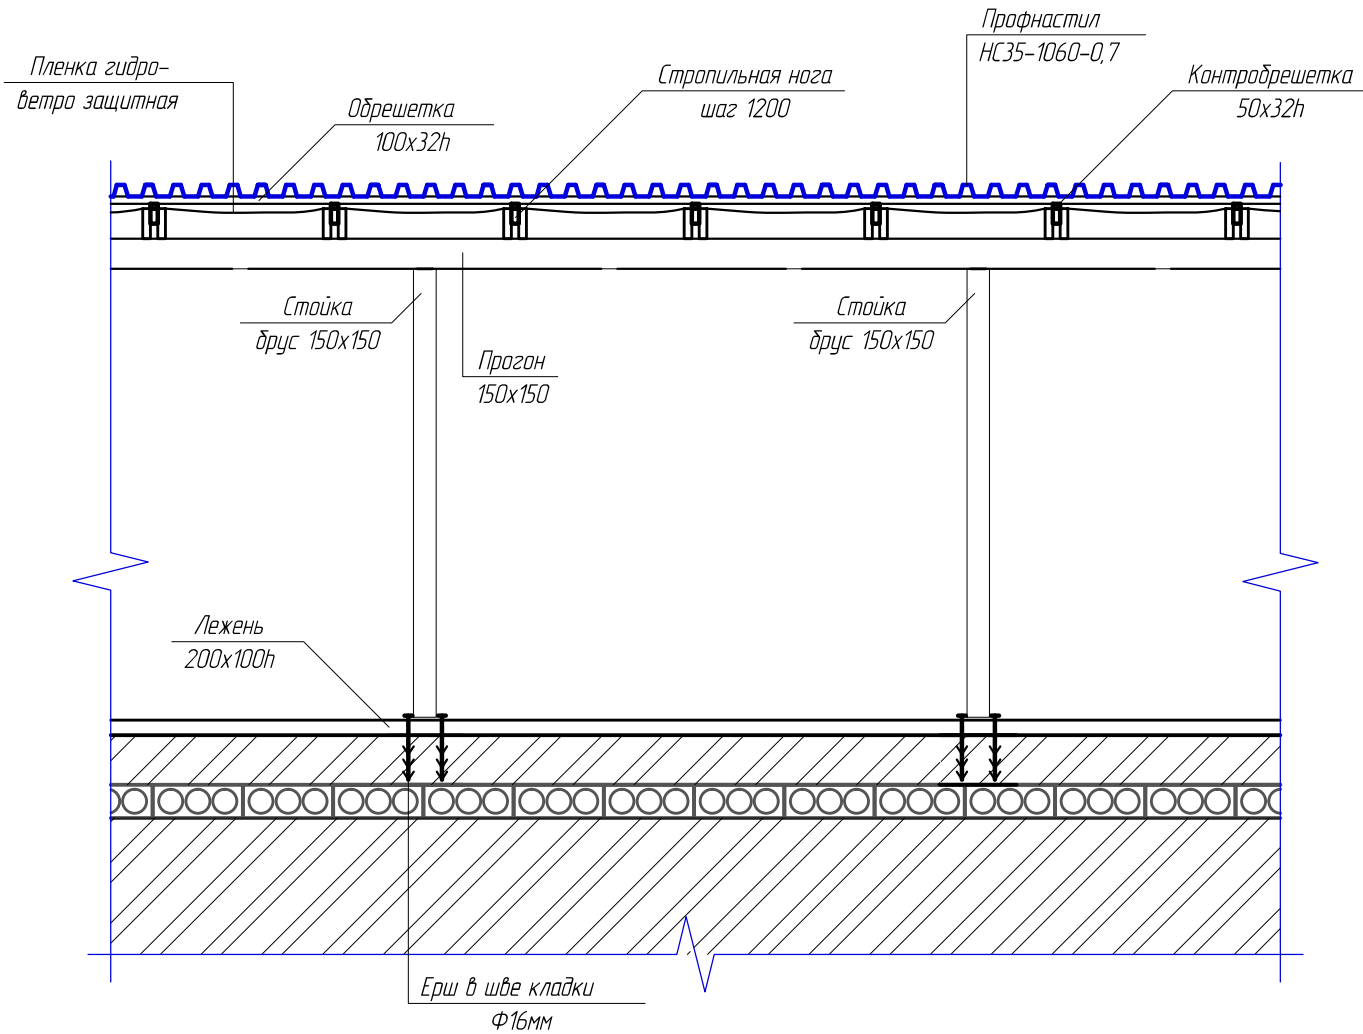 Профнастил
НС35-1060-0,7
Пленка гидро-
ветро защитная
Стропильная нога
шаг 1200
Контробрешетка
50х32h
Обрешетка
100х32h
Стойка
брус 150х150
Стойка
брус 150х150
Прогон
150х150
Лежень
200х100h
Ерш в шве кладки
Ф16мм